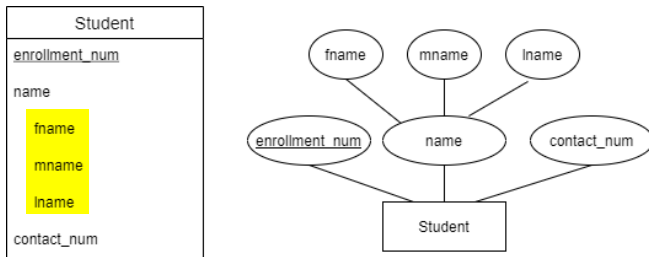 Student
enrollment_num
name
fname
mname
lname
contact_num
fname
mname
lname
enrollment_num
name
contact_num
Student